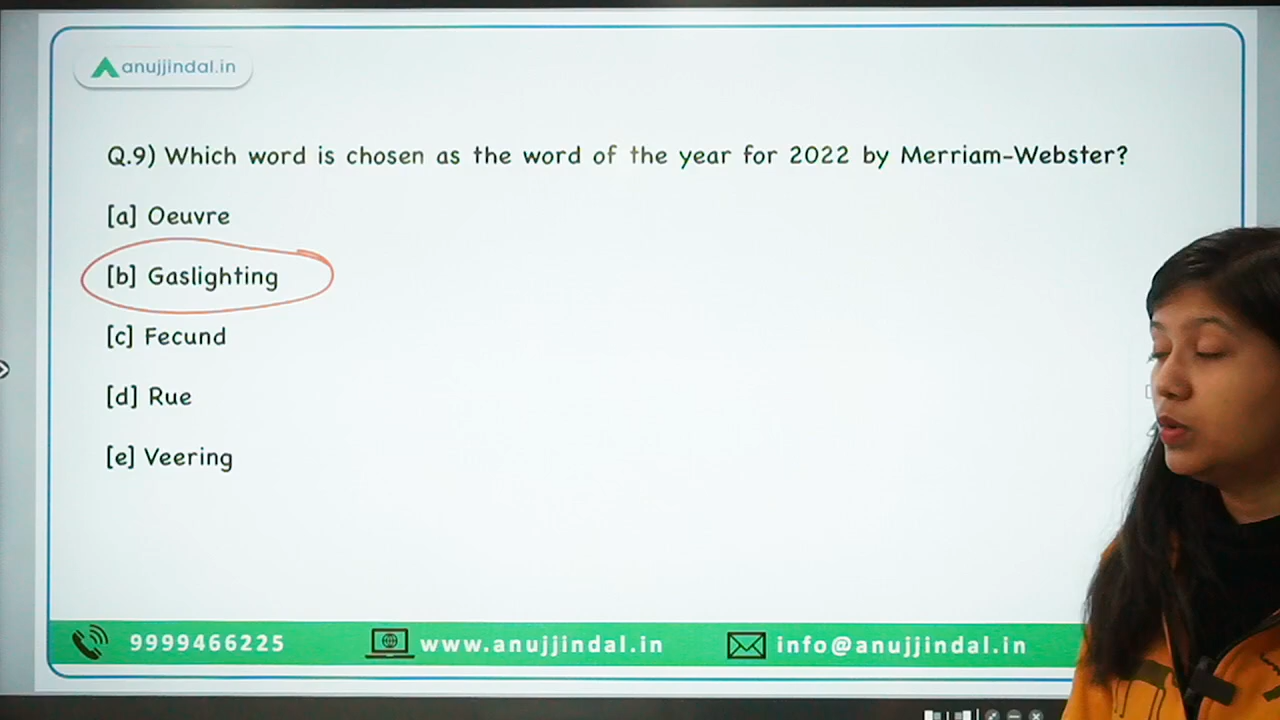 anujjindal.in
Q.9) Which word is chosen as the word of the year for 2022 by Merriam-Webster?
[a] Oeuvre
[b] Gaslighting
[c] Fecund
[d] Rue
[e] Veering
9999466225 www.anujjindal.in info@anujjindal.in